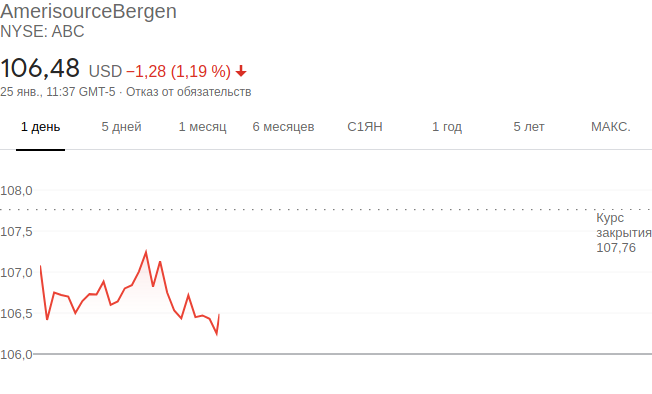 AmerisourceBergen
NYSE: ABC
106,48 USD −1,28 (1,19 %)
25 янв., 11:37 GMT-5 · Отказ от обязательств
1 день 5 дней 1 месяц 6 месяцев С1ЯН 1 год 5 лет МАКС.
108,0
Курс
107,5 закрытия
107,76
107,0
106,5
106,0